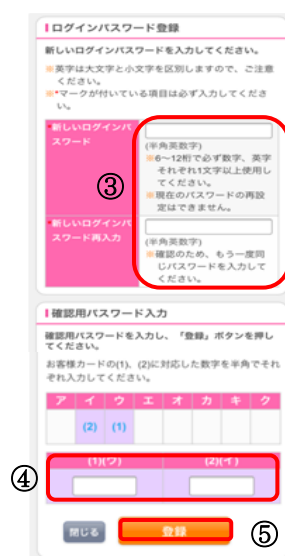 ログインパスワード登録
新しいログインパスワードを入力してください。
※英字は大文字と小文字を区別しますので、ご注意
ください。
※*マークが付いている項目は必ず入力してくださ
い。
*新しいログインパ
スワード
(半角英数字)
※6〜12桁で必ず数字、英字
それぞれ1文字以上使用し
てください。
※現在のパスワードの再設
定はできません。
③
*新しいログインパ
スワード再入力
(半角英数字)
※確認のため、もう一度同
じパスワードを入力して
ください。
確認用パスワード入力
確認用パスワードを入力し、「登録」ボタンを押し
てください。
お客様カードの(1)、(2)に対応した数字を半角でそれ
ぞれ入力してください。
ア イ ウ エ オ カ キ ク
(2) (1)
(1)(ウ) (2)(イ)
④
閉じる 登録 ⑤